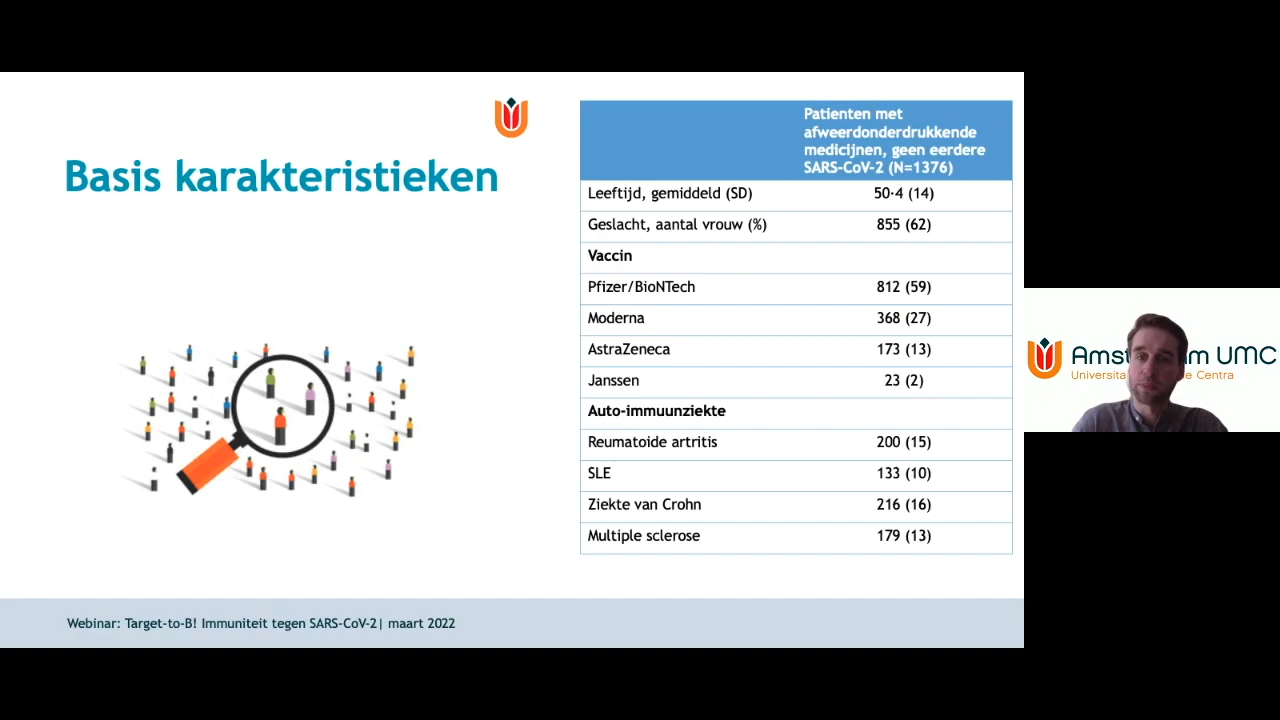 Basis karakteristieken
Patienten met
afweerdonderdrukkende
medicijnen, geen eerdere
SARS-CoV-2 (N=1376)
Leeftijd, gemiddeld (SD) 50·4 (14)
Geslacht, aantal vrouw (%) 855 (62)
Vaccin
Pfizer/BioNTech 812 (59)
Moderna 368 (27)
AstraZeneca 173 (13)
Janssen 23 (2)
Auto-immuunziekte
Reumatoide artritis 200 (15)
SLE 133 (10)
Ziekte van Crohn 216 (16)
Multiple sclerose 179 (13)
Webinar: Target-to-B! Immuniteit tegen SARS-CoV-2| maart 2022
UMC
Centra